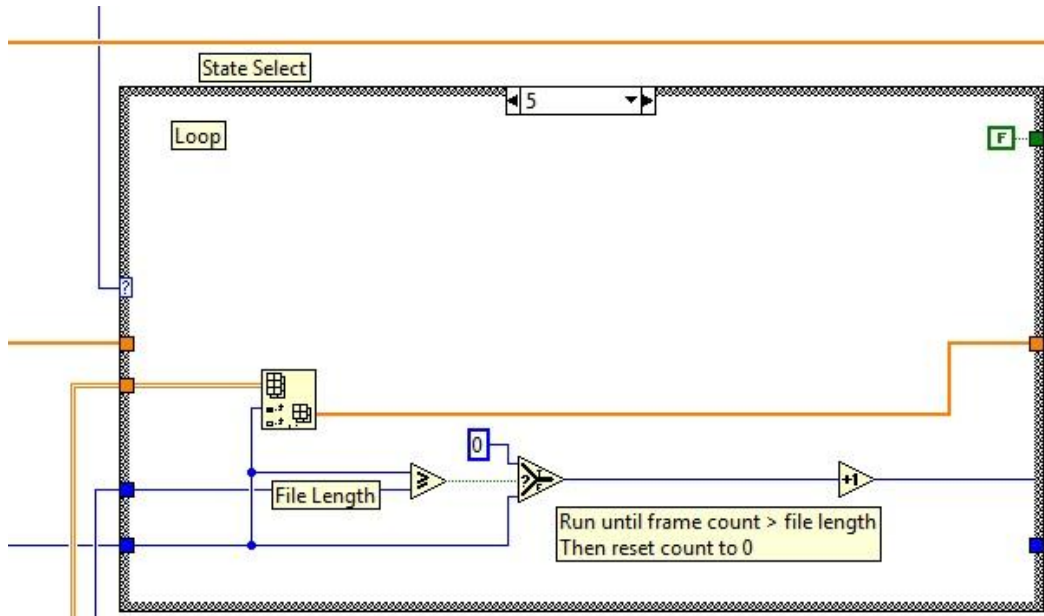 State Select
5
Loop
F
?
0
≥
?
T
F
+1
File Length
Run until frame count > file length
Then reset count to 0